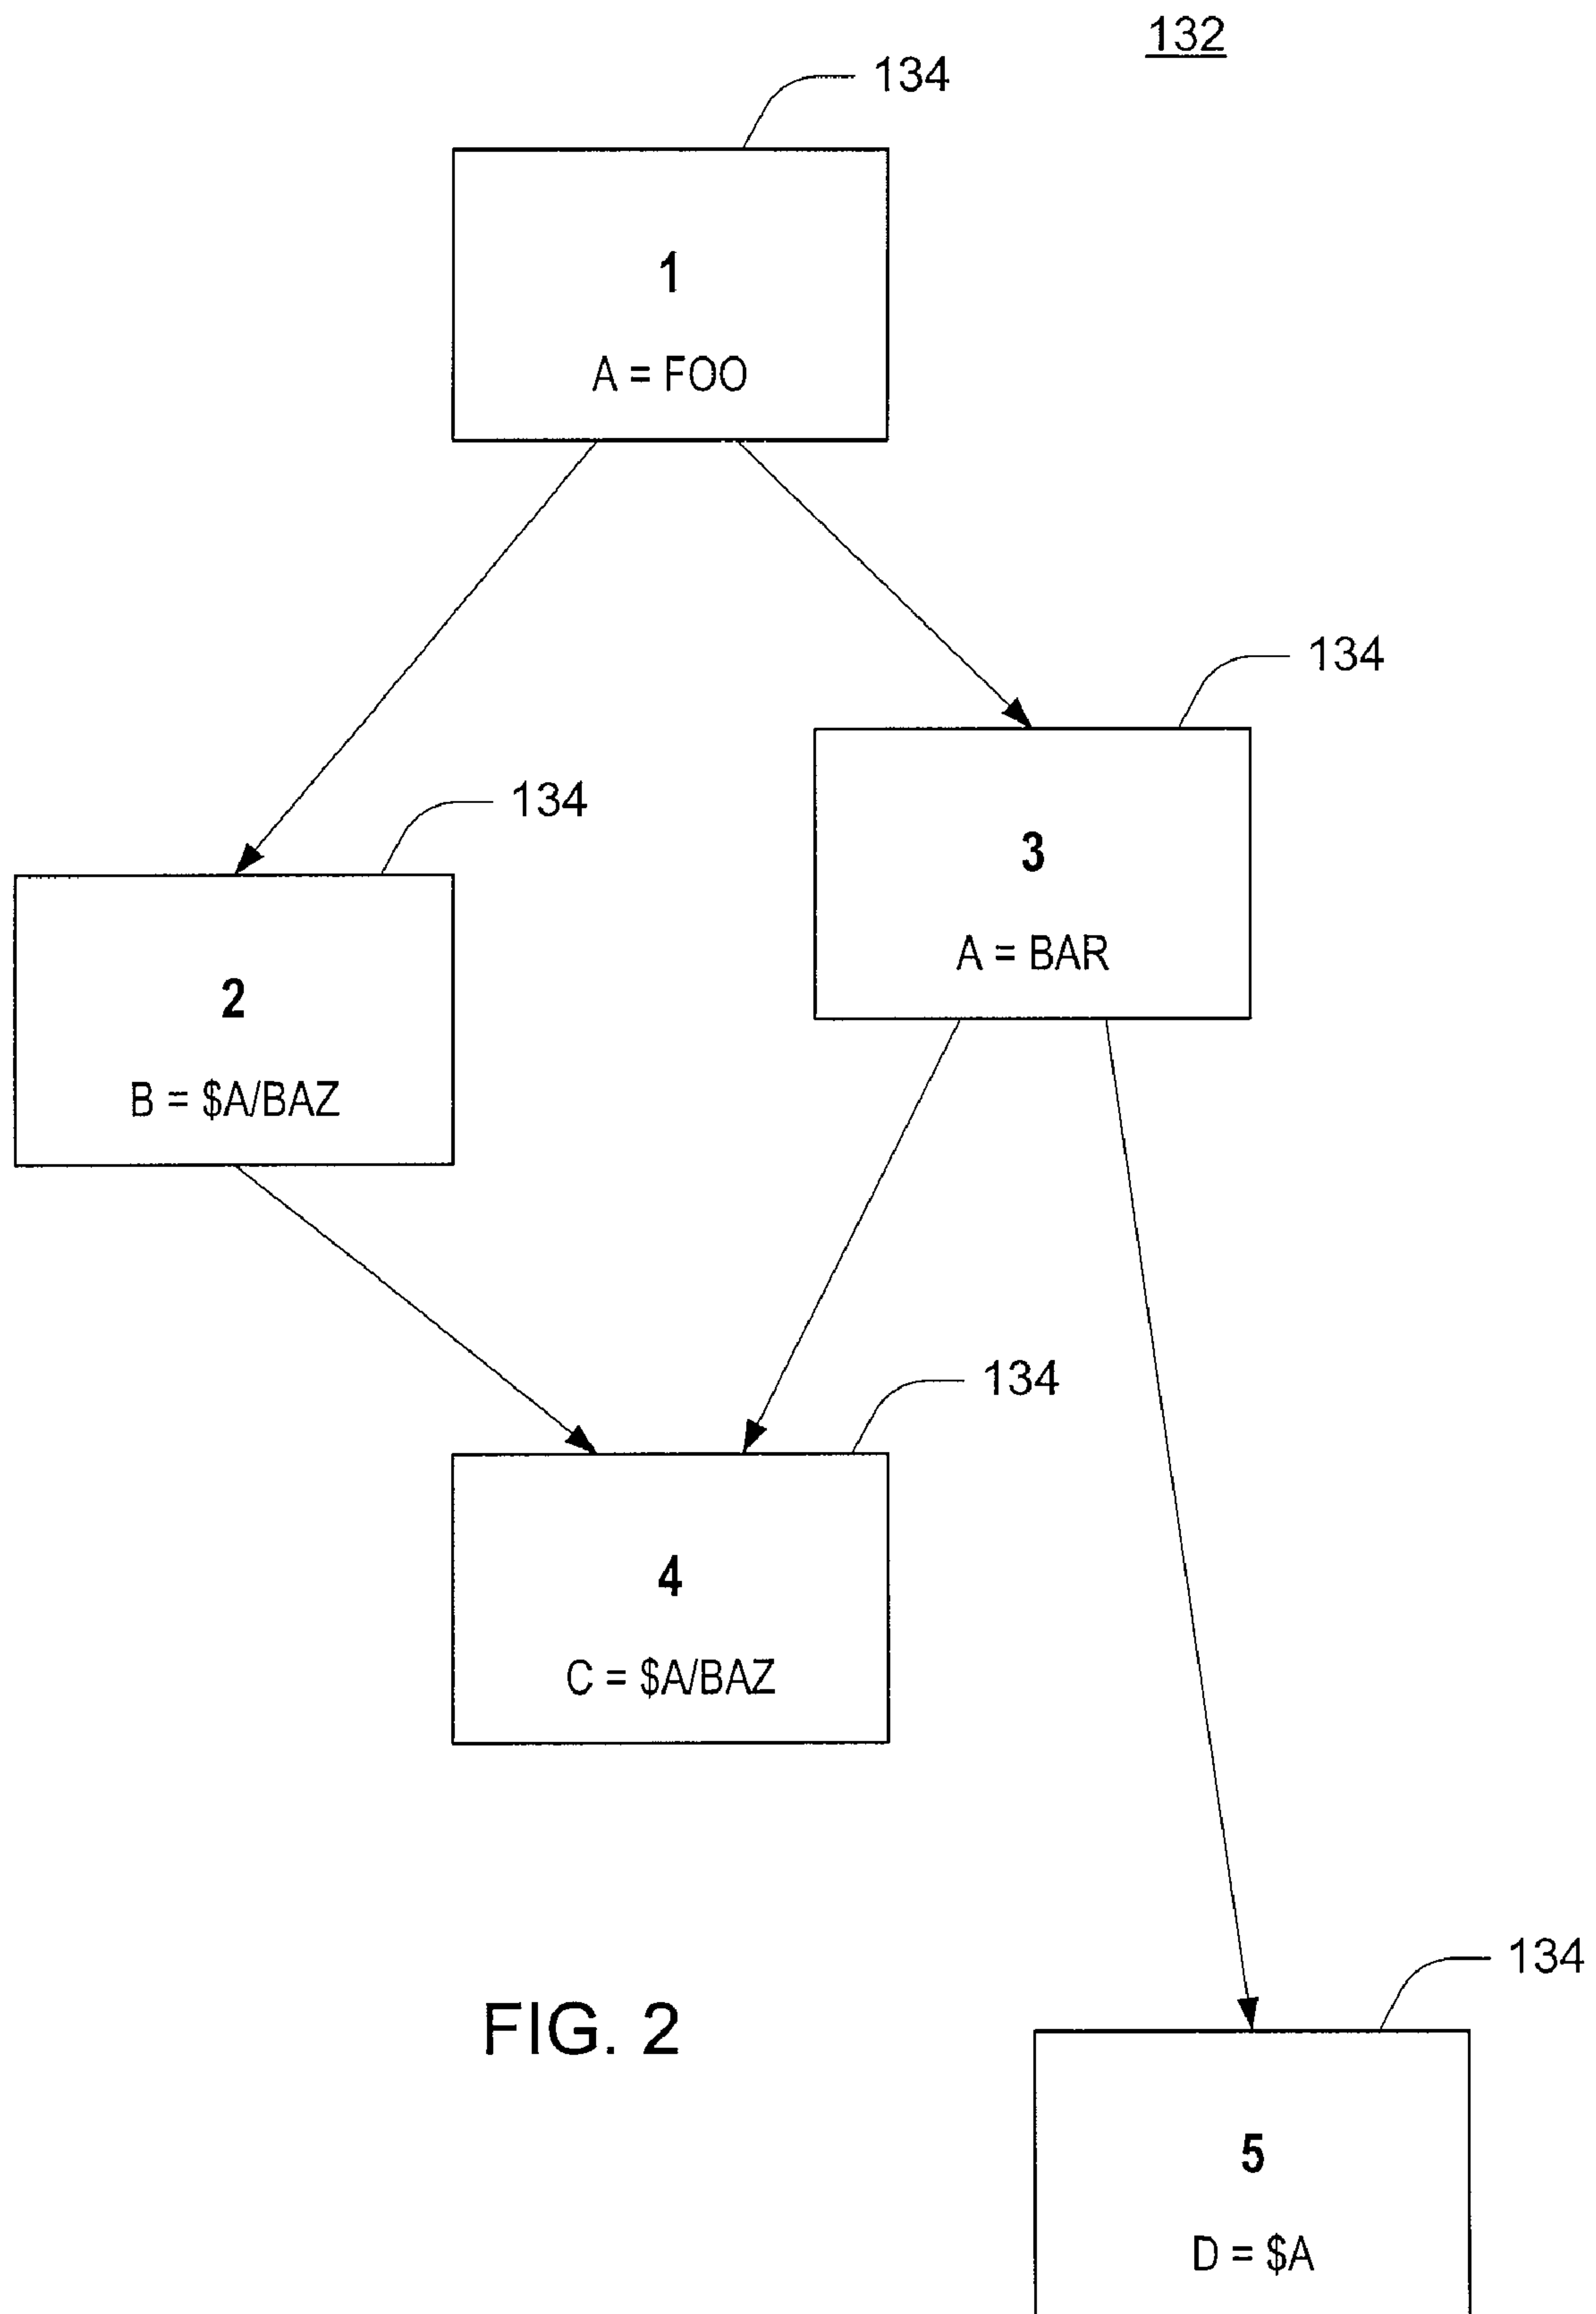 132
134
1
A = FOO
134
3
A = BAR
134
2
B = $A/BAZ
134
4
C = $A/BAZ
134
5
D = $A
FIG. 2